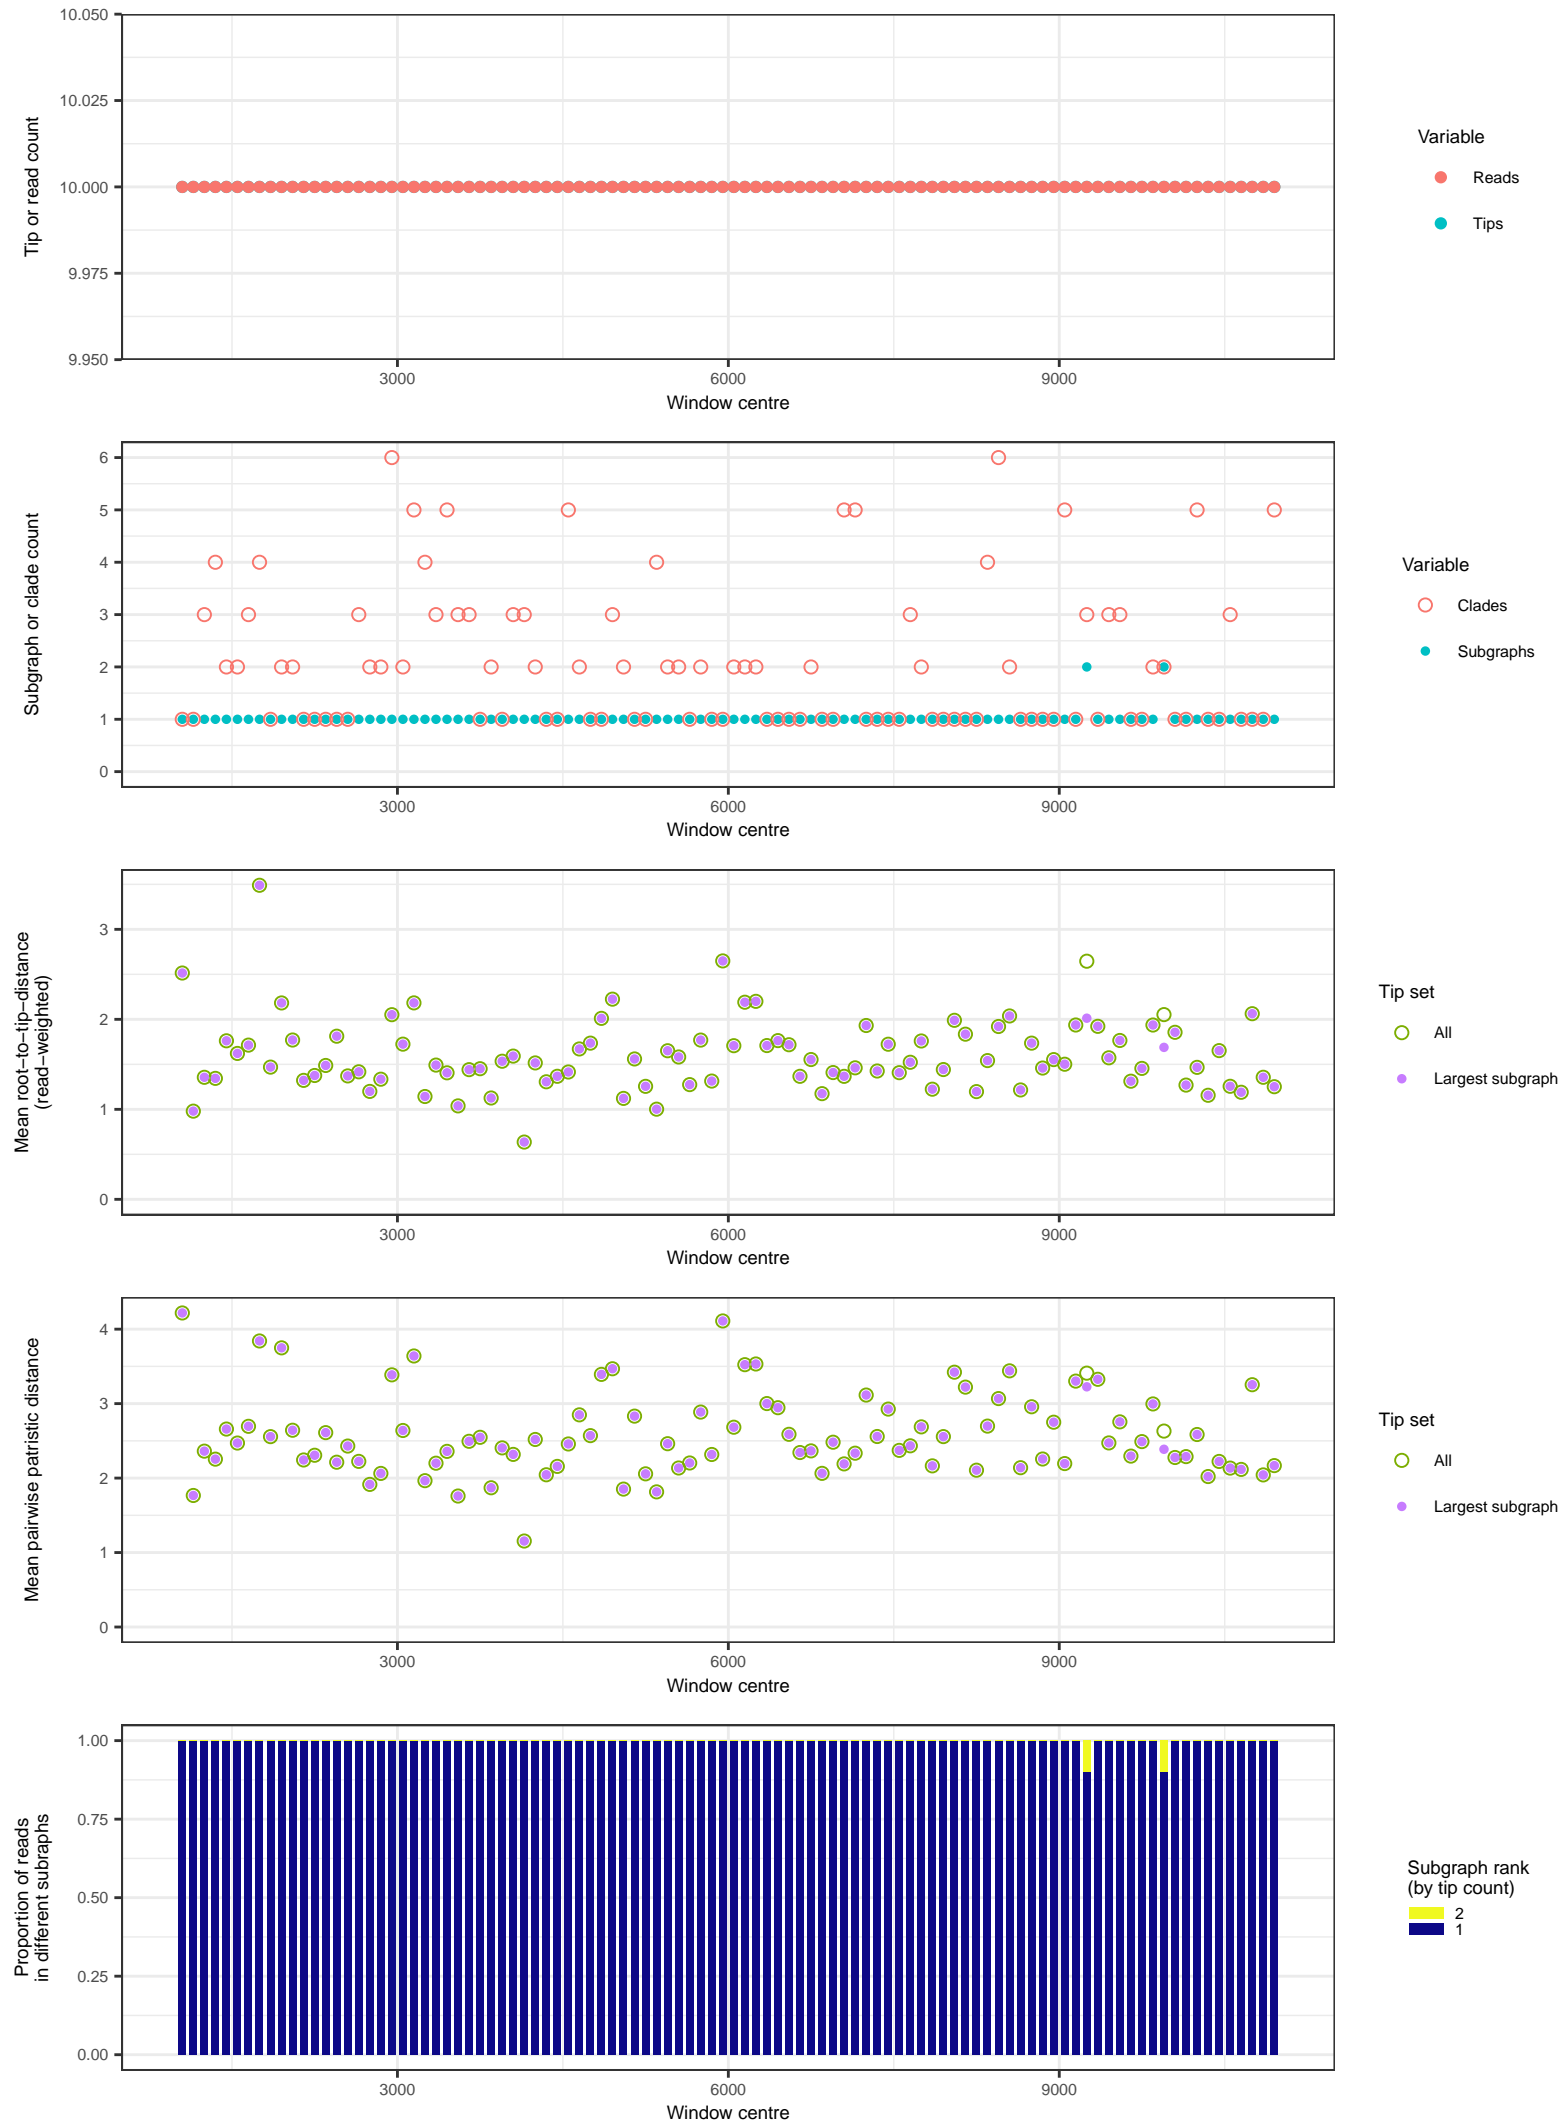 10.050
10.025
10.000
9.975
9.950
Tip or read count
3000 6000 9000
Window centre
Variable
Reads
Tips
6
5
4
3
2
1
0
Subgraph or clade count
3000 6000 9000
Window centre
Variable
Clades
Subgraphs
3
2
1
0
Mean root−to−tip−distance
(read−weighted)
3000 6000 9000
Window centre
Tip set
All
Largest subgraph
4
3
2
1
0
Mean pairwise patristic distance
3000 6000 9000
Window centre
Tip set
All
Largest subgraph
1.00
0.75
0.50
0.25
0.00
Proportion of reads
in different subraphs
3000 6000 9000
Window centre
Subgraph rank
(by tip count)
2
1